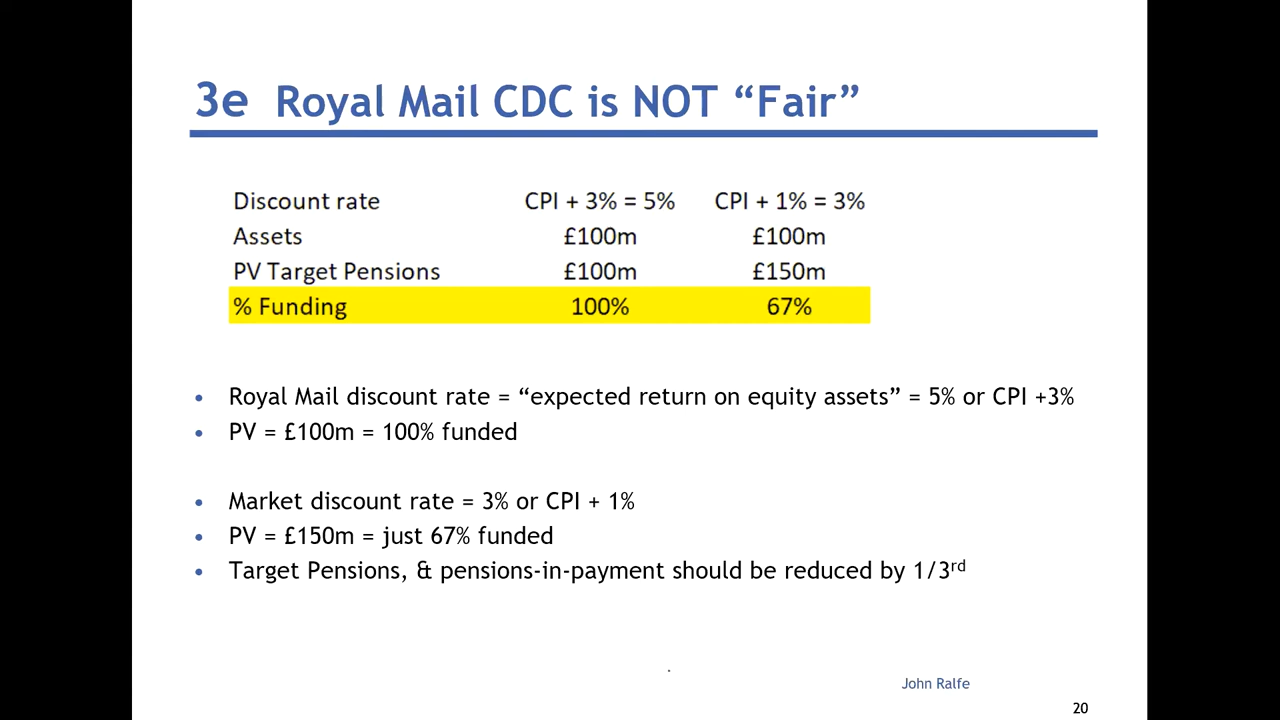 3e Royal Mail CDC is NOT “Fair”
Discount rate CPI + 3% = 5% CPI + 1% = 3%
Assets £100m £100m
PV Target Pensions £100m £150m
% Funding 100% 67%
• Royal Mail discount rate = “expected return on equity assets” = 5% or CPI +3%
• PV = £100m = 100% funded
• Market discount rate = 3% or CPI + 1%
• PV = £150m = just 67% funded
• Target Pensions, & pensions-in-payment should be reduced by 1/3rd
.
John Ralfe
20